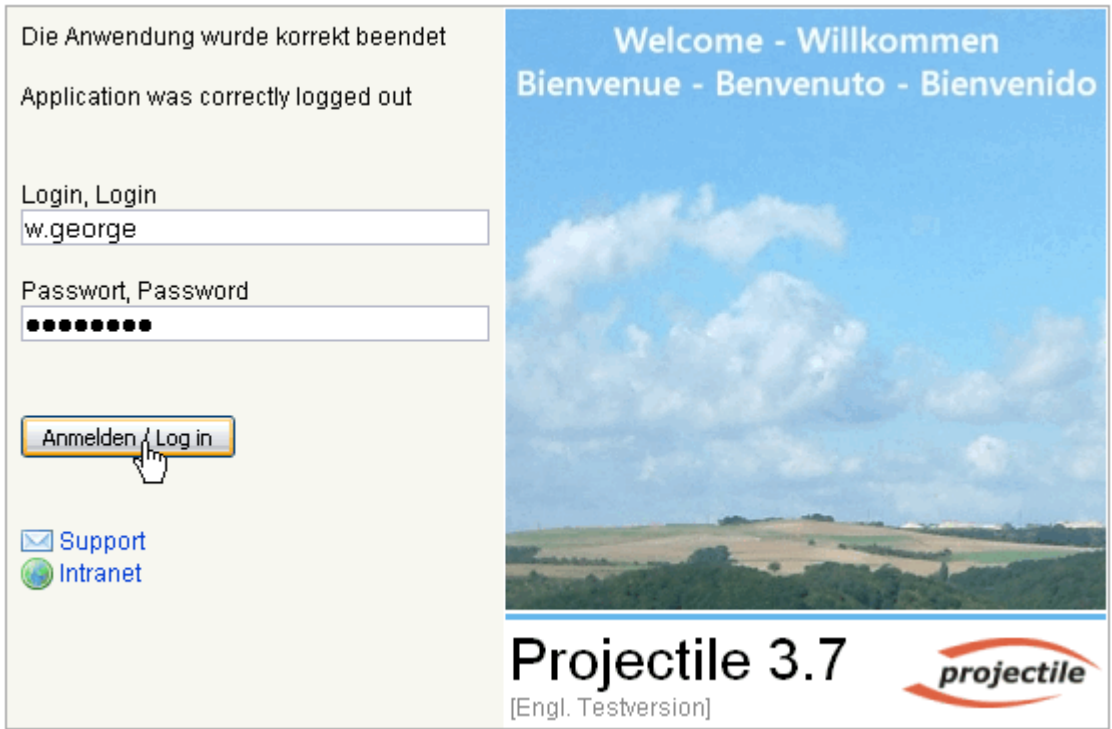 Die Anwendung wurde korrekt beendet
Application was correctly logged out
Login, Login
w.george
Passwort, Password
●●●●●●●●
Anmelden / Log in
Support
Intranet
Welcome - Willkommen
Bienvenue - Benvenuto - Bienvenido
Projectile 3.7
[Engl. Testversion]
projectile